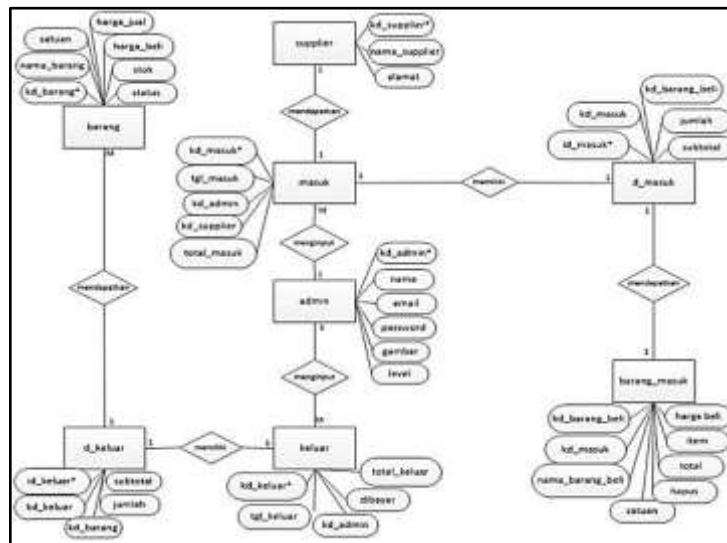 harga_jual
satuan
harga_beli
nama_barang
stok
kd_barang*
status
barang
M
kd_supplier*
nama_supplier
alamat
supplier
1
mendapatkan
1
kd_masuk*
tgl_masuk
kd_admin
kd_supplier
total_masuk
masuk
1
memiliki
1
kd_barang_beli
kd_masuk
jumlah
id_masuk*
subtotal
d_masuk
1
M
menginput
1
kd_admin*
nama
email
password
gambar
level
admin
mendapatkan
mendapatkan
menginput
M
1
barang_masuk
kd_barang_beli
harga beli
kd_masuk
item
nama_barang_beli
total
hapus
satuan
d_keluar
1
memiliki
keluar
id_keluar*
subtotal
kd_keluar
jumlah
kd_barang
total_keluar
kd_keluar*
dibayar
tgl_keluar
kd_admin